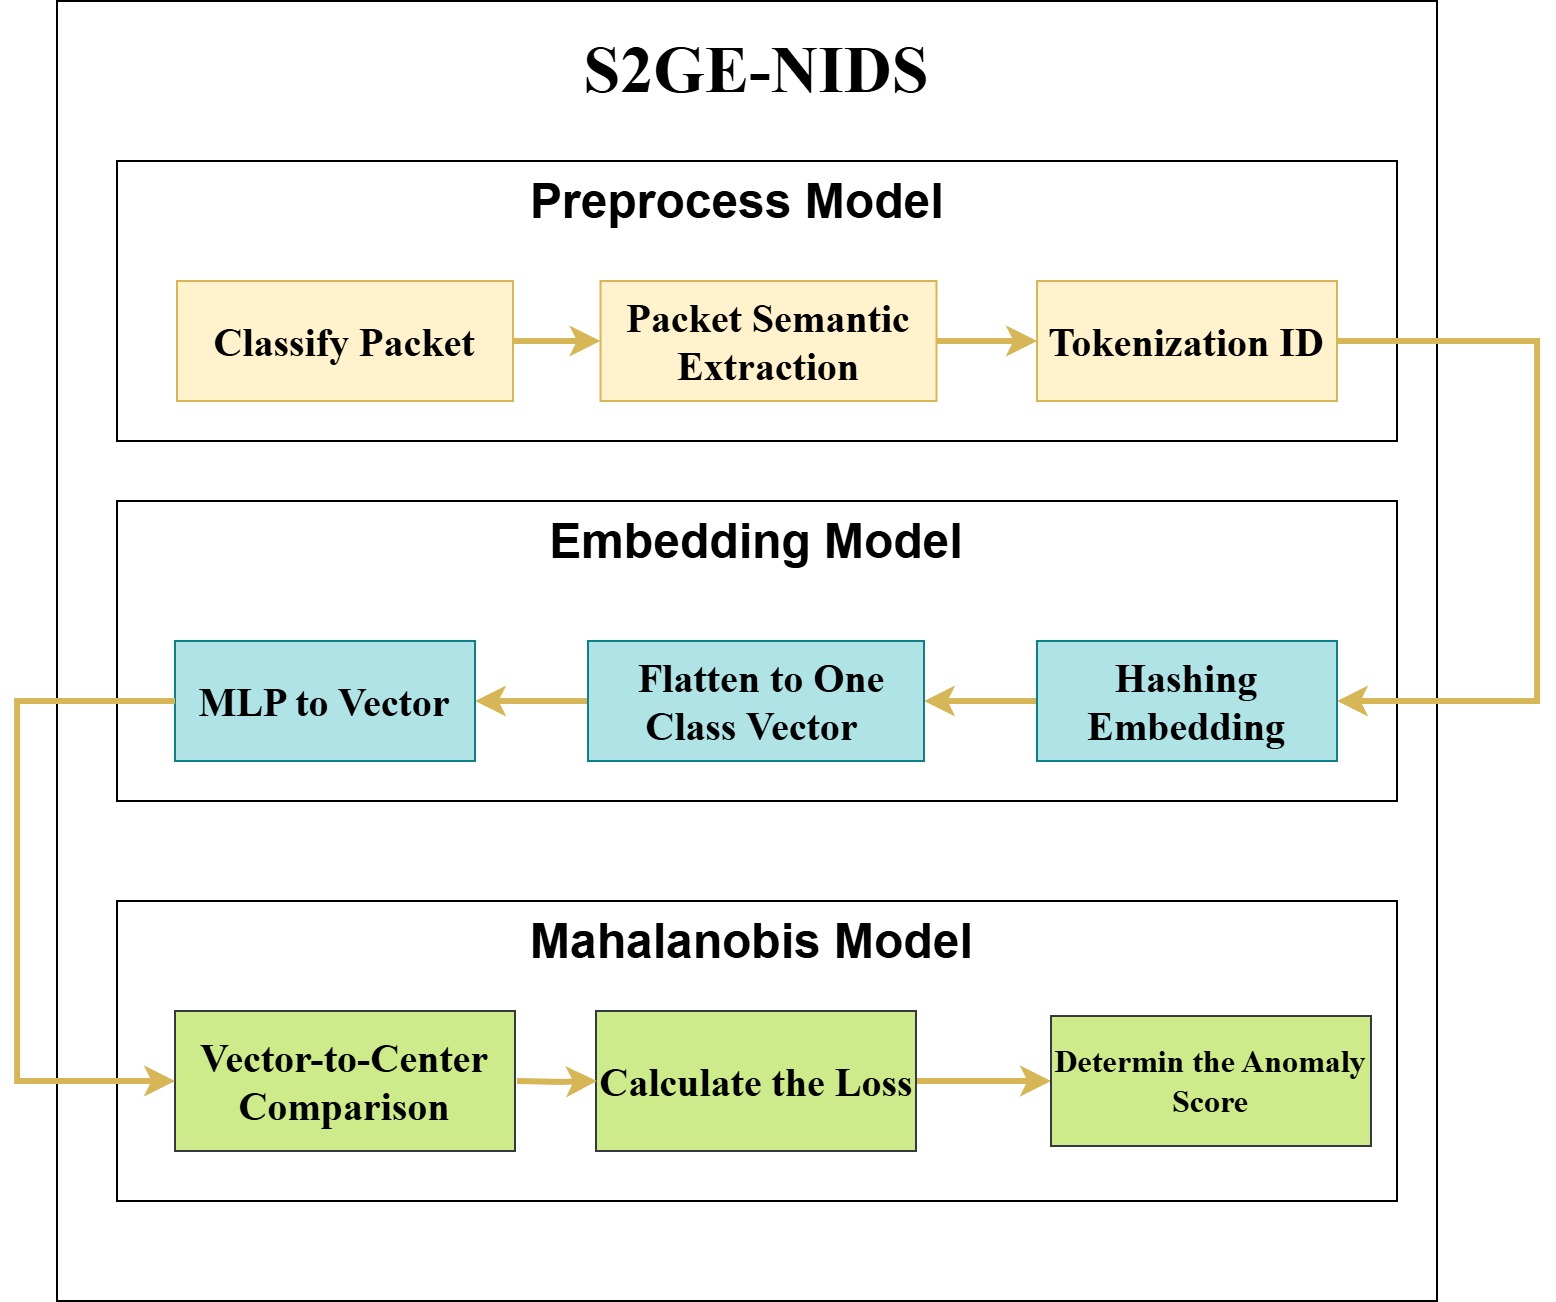 S2GE-NIDS
Preprocess Model
Classify Packet
Packet Semantic
Extraction
Tokenization ID
Embedding Model
MLP to Vector
Flatten to One
Class Vector
Hashing
Embedding
Mahalanobis Model
Vector-to-Center
Comparison
Calculate the Loss
Determin the Anomaly
Score